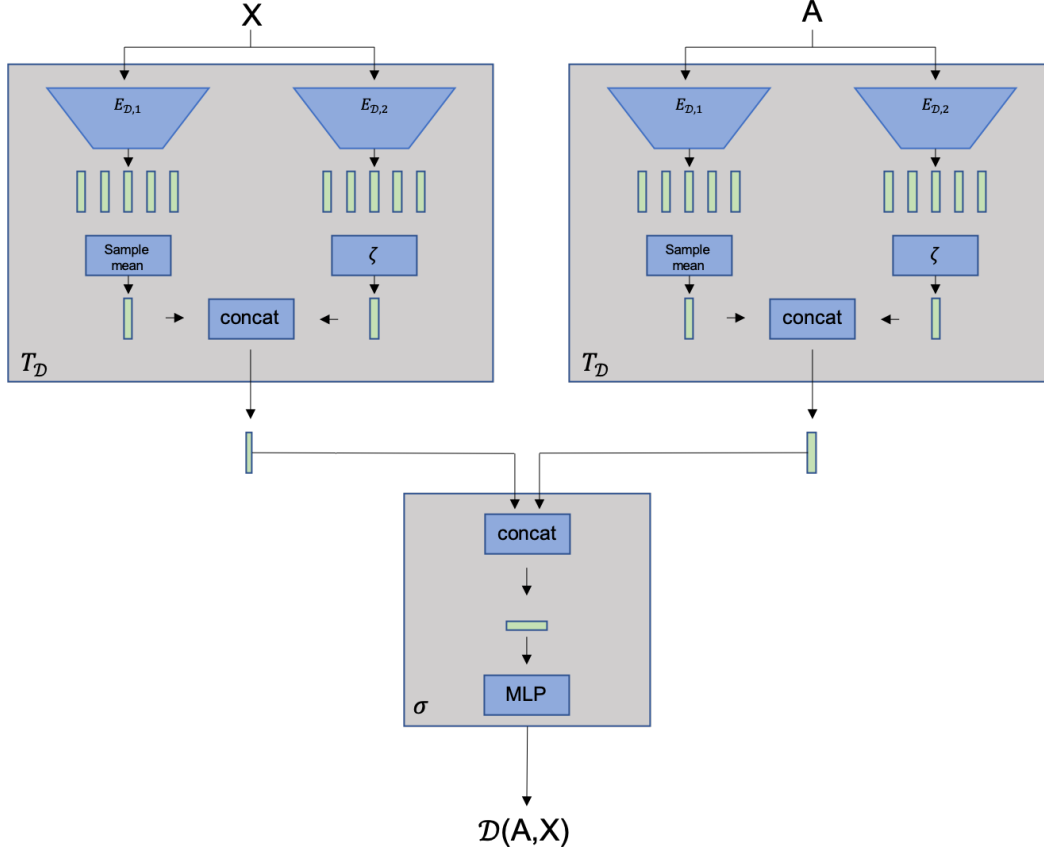 X
A
E_{𝒟,1}
E_{𝒟,2}
E_{𝒟,1}
E_{𝒟,2}
Sample
mean
ζ
Sample
mean
ζ
concat
concat
T_𝒟
T_𝒟
concat
MLP
σ
𝒟(A,X)